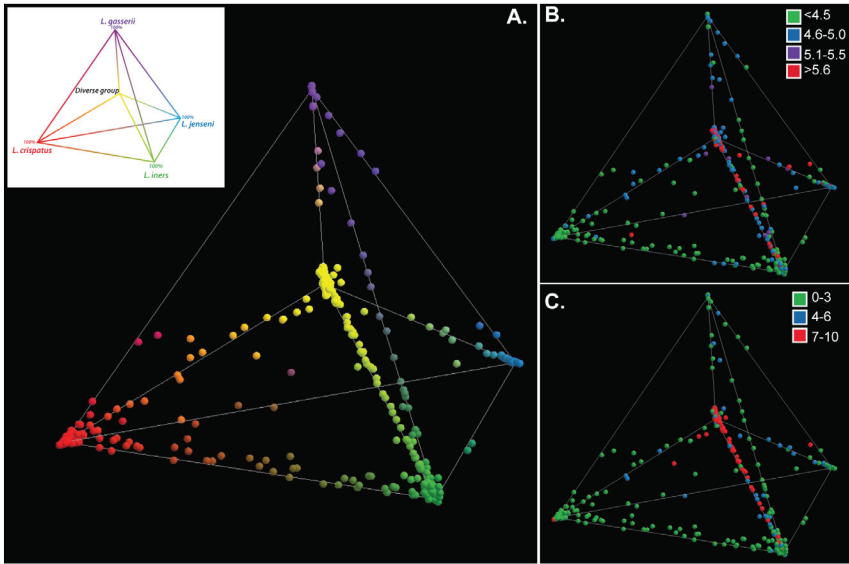 L. gasserii
100%
Diverse group
100%
L. jenseni
100%
L. crispatus
100%
L. iners
A.
B.
<4.5
4.6-5.0
5.1-5.5
>5.6
C.
0-3
4-6
7-10